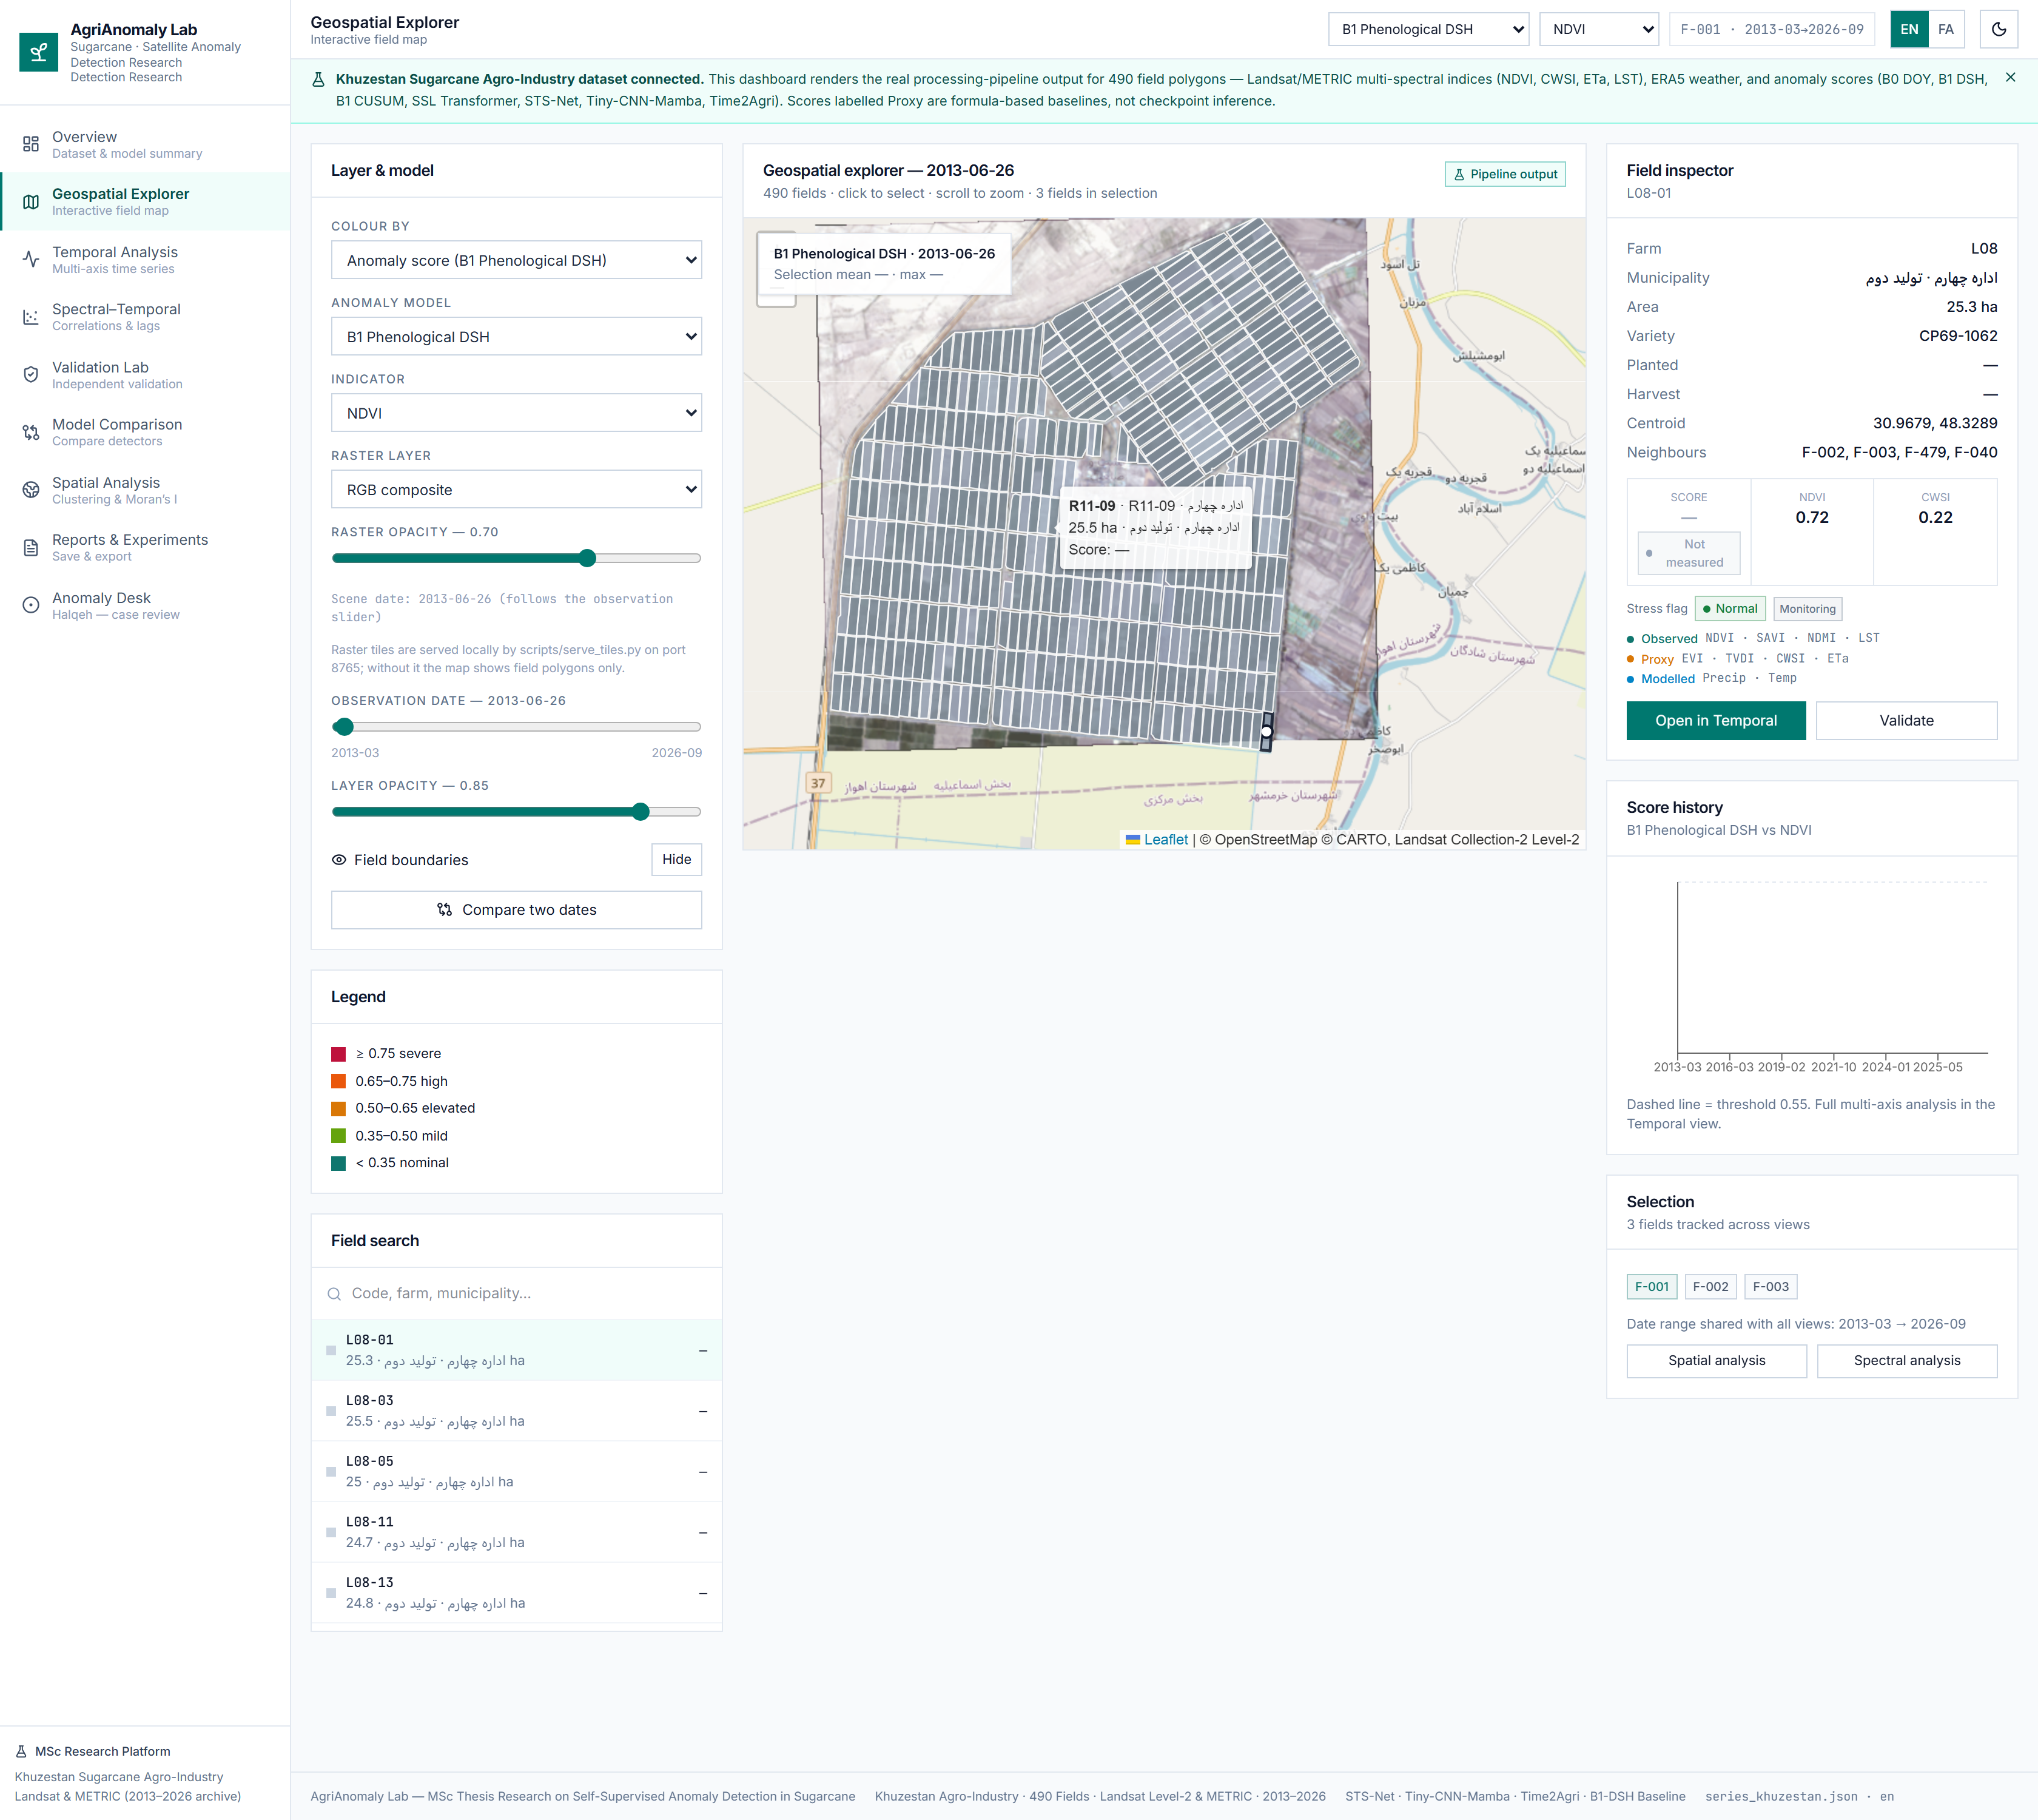 AgriAnomaly Lab
Sugarcane · Satellite Anomaly
Detection Research
Detection Research
Overview
Dataset & model summary
Geospatial Explorer
Interactive field map
Temporal Analysis
Multi-axis time series
Spectral–Temporal
Correlations & lags
Validation Lab
Independent validation
Model Comparison
Compare detectors
Spatial Analysis
Clustering & Moran's I
Reports & Experiments
Save & export
Anomaly Desk
Halqeh — case review
MSc Research Platform
Khuzestan Sugarcane Agro-Industry
Landsat & METRIC (2013–2026 archive)
Geospatial Explorer
Interactive field map
B1 Phenological DSH
NDVI
F-001 · 2013-03→2026-09
EN
FA
Khuzestan Sugarcane Agro-Industry dataset connected. This dashboard renders the real processing-pipeline output for 490 field polygons — Landsat/METRIC multi-spectral indices (NDVI, CWSI, ETa, LST), ERA5 weather, and anomaly scores (B0 DOY, B1 DSH,
B1 CUSUM, SSL Transformer, STS-Net, Tiny-CNN-Mamba, Time2Agri). Scores labelled Proxy are formula-based baselines, not checkpoint inference.
Layer & model
COLOUR BY
Anomaly score (B1 Phenological DSH)
ANOMALY MODEL
B1 Phenological DSH
INDICATOR
NDVI
RASTER LAYER
RGB composite
RASTER OPACITY — 0.70
Scene date: 2013-06-26 (follows the observation
slider)
Raster tiles are served locally by scripts/serve_tiles.py on port
8765; without it the map shows field polygons only.
OBSERVATION DATE — 2013-06-26
2013-03
2026-09
LAYER OPACITY — 0.85
Field boundaries
Hide
Compare two dates
Legend
≥ 0.75 severe
0.65–0.75 high
0.50–0.65 elevated
0.35–0.50 mild
< 0.35 nominal
Field search
Code, farm, municipality...
L08-01
25.3 · اداره چهارم · تولید دوم ha
—
L08-03
25.5 · اداره چهارم · تولید دوم ha
—
L08-05
25 · اداره چهارم · تولید دوم ha
—
L08-11
24.7 · اداره چهارم · تولید دوم ha
—
L08-13
24.8 · اداره چهارم · تولید دوم ha
—
Geospatial explorer — 2013-06-26
490 fields · click to select · scroll to zoom · 3 fields in selection
Pipeline output
B1 Phenological DSH · 2013-06-26
Selection mean — · max —
تل اسود
مربان
ابومشیلش
سماعیلیه یک
اسماعیلیه دو
قجریه یک
قجریه دو
اسلام آباد
R11-09 · R11-09 · اداره چهارم
25.5 ha · اداره چهارم · تولید دوم
Score: —
کاظمی یک
چمیان
شهرستان شادگان
ابوصخر
37
شهرستان اهواز
بخش اسماعیلیه
بخش مرکزی
شهرستان خرمشهر
Leaflet | © OpenStreetMap © CARTO, Landsat Collection-2 Level-2
Field inspector
L08-01
Farm
L08
Municipality
اداره چهارم · تولید دوم
Area
25.3 ha
Variety
CP69-1062
Planted
—
Harvest
—
Centroid
30.9679, 48.3289
Neighbours
F-002, F-003, F-479, F-040
SCORE
—
Not
measured
NDVI
0.72
CWSI
0.22
Stress flag
Normal
Monitoring
Observed NDVI · SAVI · NDMI · LST
Proxy EVI · TVDI · CWSI · ETa
Modelled Precip · Temp
Open in Temporal
Validate
Score history
B1 Phenological DSH vs NDVI
2013-03 2016-03 2019-02 2021-10 2024-01 2025-05
Dashed line = threshold 0.55. Full multi-axis analysis in the
Temporal view.
Selection
3 fields tracked across views
F-001
F-002
F-003
Date range shared with all views: 2013-03 → 2026-09
Spatial analysis
Spectral analysis
AgriAnomaly Lab — MSc Thesis Research on Self-Supervised Anomaly Detection in Sugarcane
Khuzestan Agro-Industry · 490 Fields · Landsat Level-2 & METRIC · 2013–2026
STS-Net · Tiny-CNN-Mamba · Time2Agri · B1-DSH Baseline
series_khuzestan.json · en